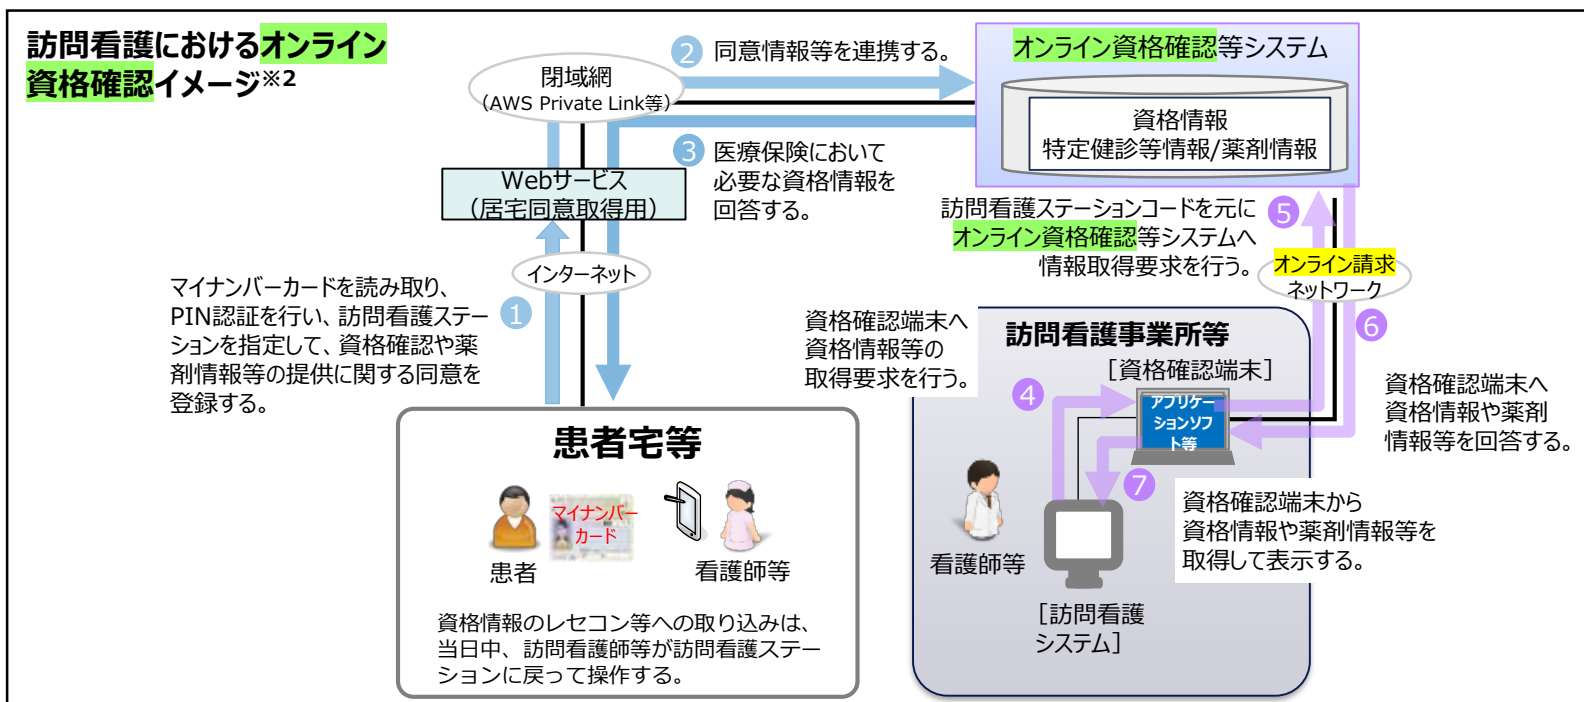 訪問看護におけるオンライン
資格確認イメージ※2
閉域網
（AWS Private Link等）
2 同意情報等を連携する。
オンライン資格確認等システム
資格情報
特定健診等情報/薬剤情報
3 医療保険において
必要な資格情報を
回答する。
Webサービス
（居宅同意取得用）
インターネット
1
マイナンバーカードを読み取り、
PIN認証を行い、訪問看護ステー
ションを指定して、資格確認や薬
剤情報等の提供に関する同意を
登録する。
訪問看護ステーションコードを元に
オンライン資格確認等システムへ
情報取得要求を行う。
5
オンライン請求
ネットワーク
6
資格確認端末へ
資格情報等の
取得要求を行う。
訪問看護事業所等
［資格確認端末］
4
アプリケー
ションソフ
ト等
資格確認端末へ
資格情報や薬剤
情報等を回答する。
7
資格確認端末から
資格情報や薬剤情報等を
取得して表示する。
看護師等
［訪問看護
システム］
患者宅等
マイナンバー
カード
患者
看護師等
資格情報のレセコン等への取り込みは、
当日中、訪問看護師等が訪問看護ステー
ションに戻って操作する。